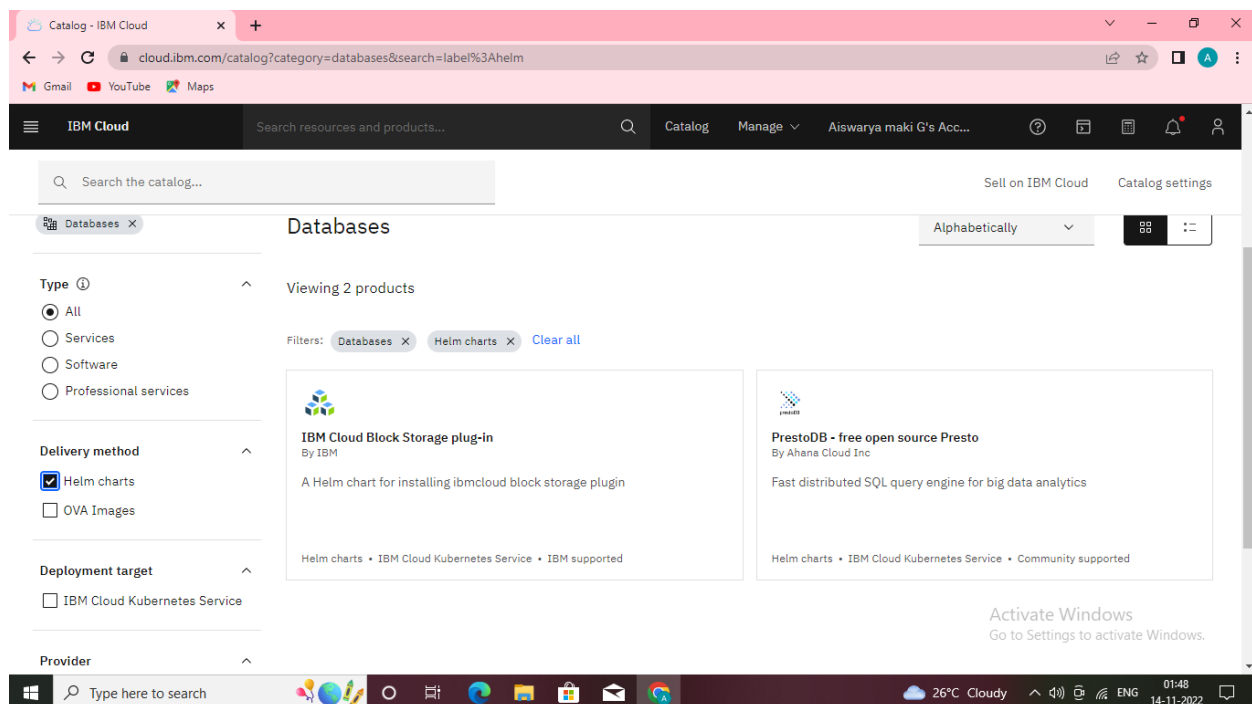 Catalog - IBM Cloud
cloud.ibm.com/catalog?category=databases&search=label%3Ahelm
A
Gmail YouTube Maps
IBM Cloud Search resources and products... Catalog Manage Aiswarya maki G's Acc...
Search the catalog... Sell on IBM Cloud Catalog settings
Databases
Databases
Alphabetically
Type
All
Services
Software
Professional services
Delivery method
Helm charts
OVA Images
Deployment target
IBM Cloud Kubernetes Service
Provider
Viewing 2 products
Filters: Databases Helm charts Clear all
IBM Cloud Block Storage plug-in
By IBM
A Helm chart for installing ibmcloud block storage plugin
Helm charts • IBM Cloud Kubernetes Service • IBM supported
prestoDB
PrestoDB - free open source Presto
By Ahana Cloud Inc
Fast distributed SQL query engine for big data analytics
Helm charts • IBM Cloud Kubernetes Service • Community supported
Activate Windows
Go to Settings to activate Windows.
Type here to search
26°C Cloudy
ENG
01:48
14-11-2022